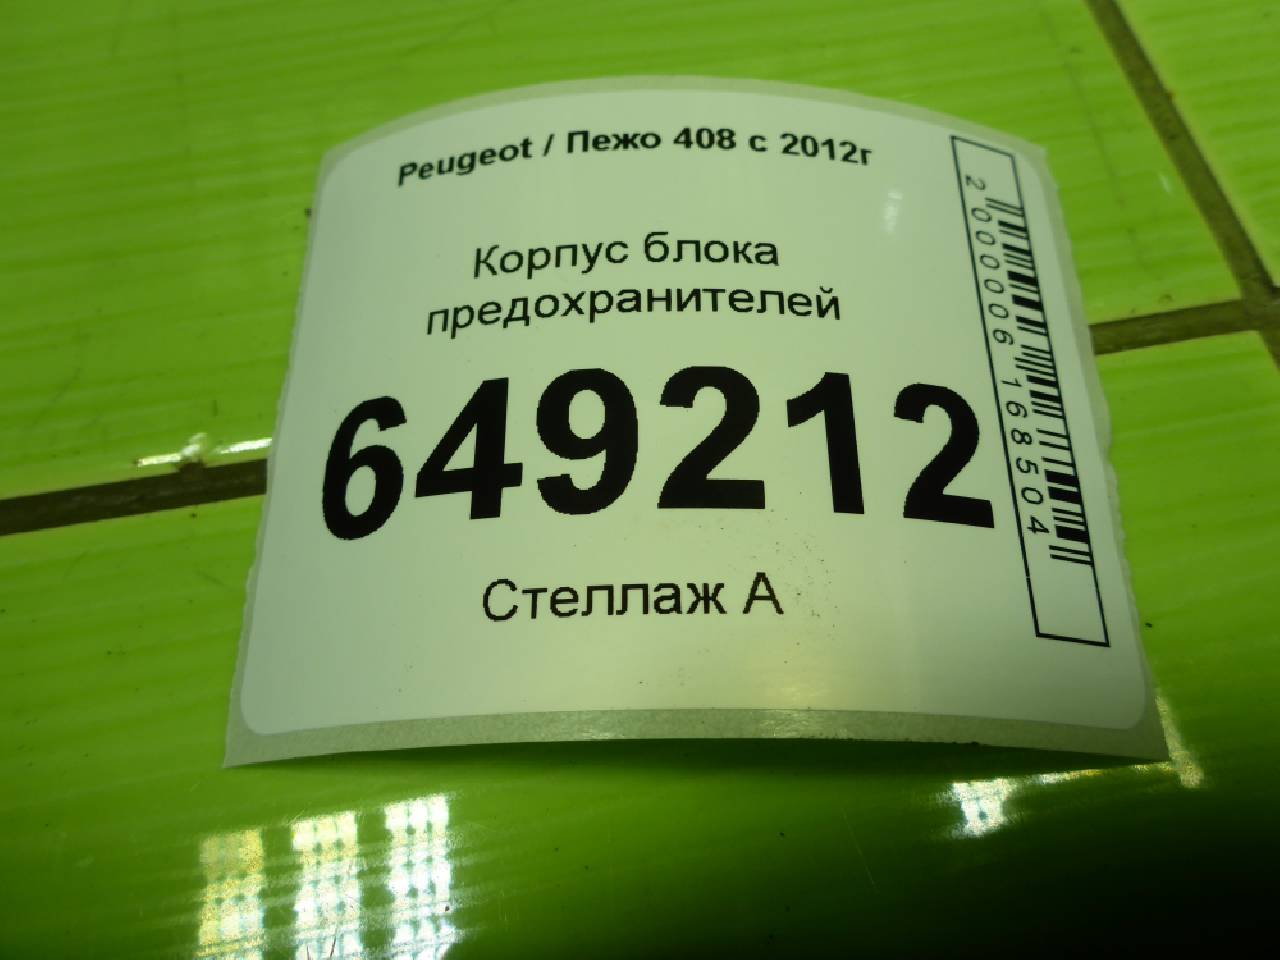 Peugeot / Пежо 408 с 2012г
Корпус блока
предохранителей
649212
Стеллаж А
2000006168504